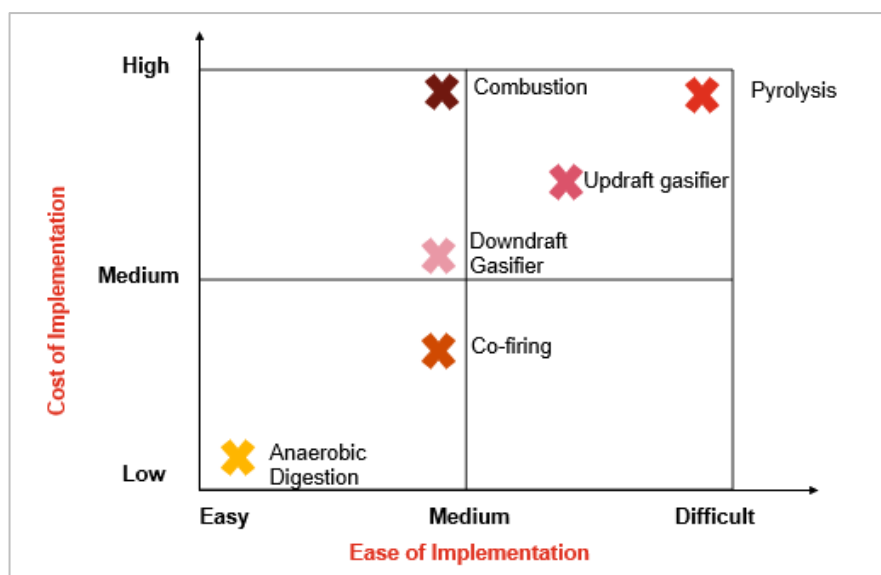 High
Combustion
Pyrolysis
Updraft gasifier
Downdraft
Gasifier
Medium
Co-firing
Anaerobic
Digestion
Low
Cost of Implementation
Easy
Medium
Difficult
Ease of Implementation